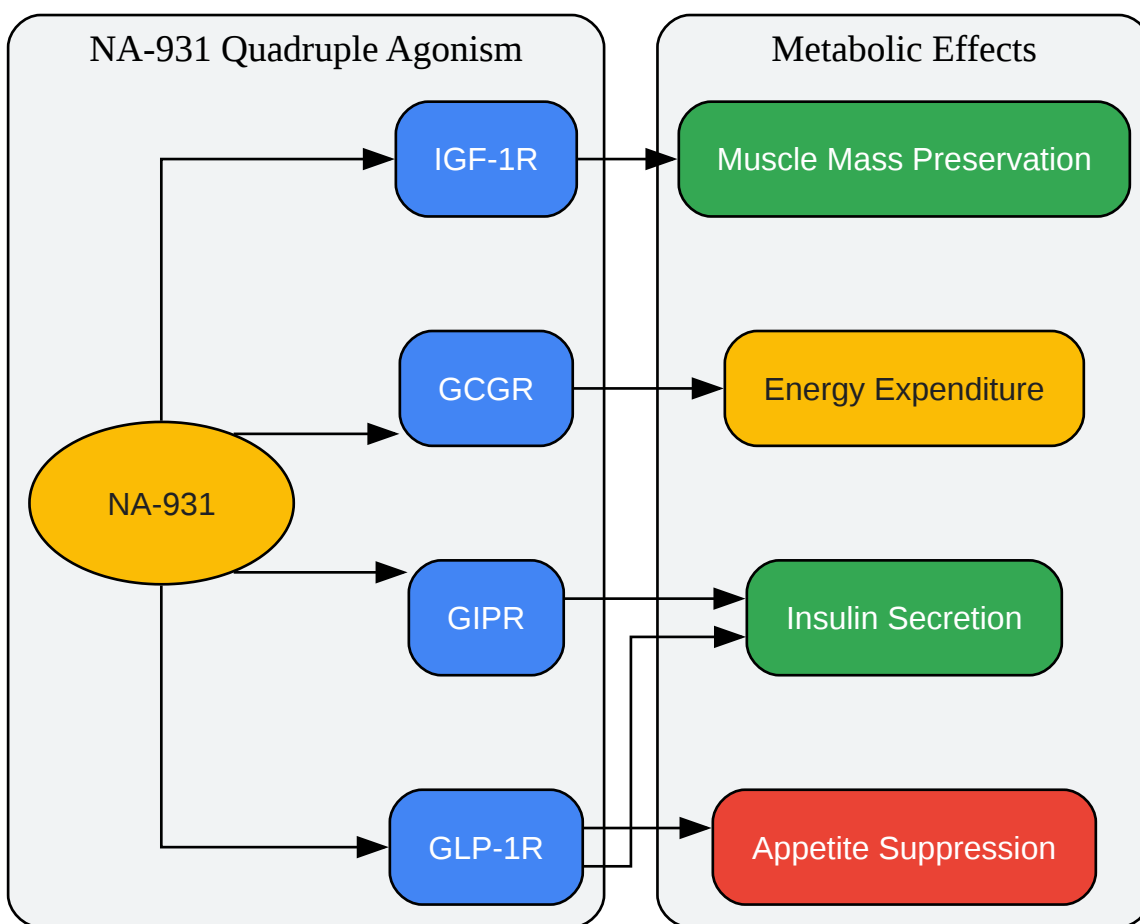 NA-931 Quadruple Agonism
Metabolic Effects
IGF-1R
Muscle Mass Preservation
GCGR
Energy Expenditure
NA-931
GIPR
Insulin Secretion
GLP-1R
Appetite Suppression